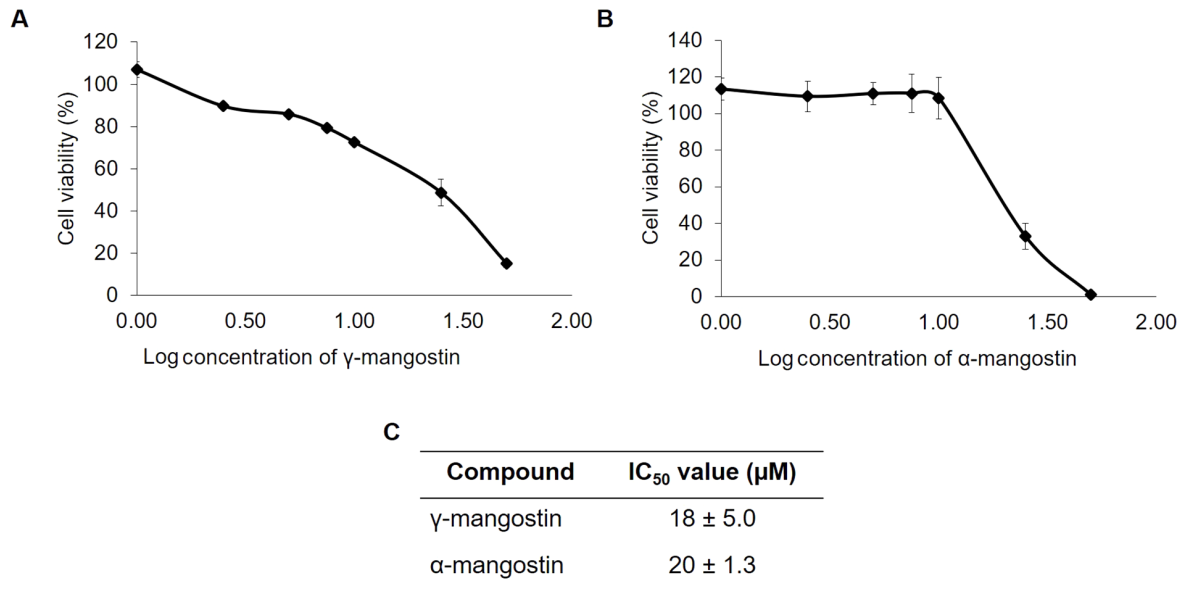 A
Cell viability (%)
120
100
80
60
40
20
0
0.00 0.50 1.00 1.50 2.00
Log concentration of γ-mangostin
B
Cell viability (%)
140
120
100
80
60
40
20
0
0.00 0.50 1.00 1.50 2.00
Log concentration of α-mangostin
C
Compound IC50 value (µM)
γ-mangostin 18 ± 5.0
α-mangostin 20 ± 1.3